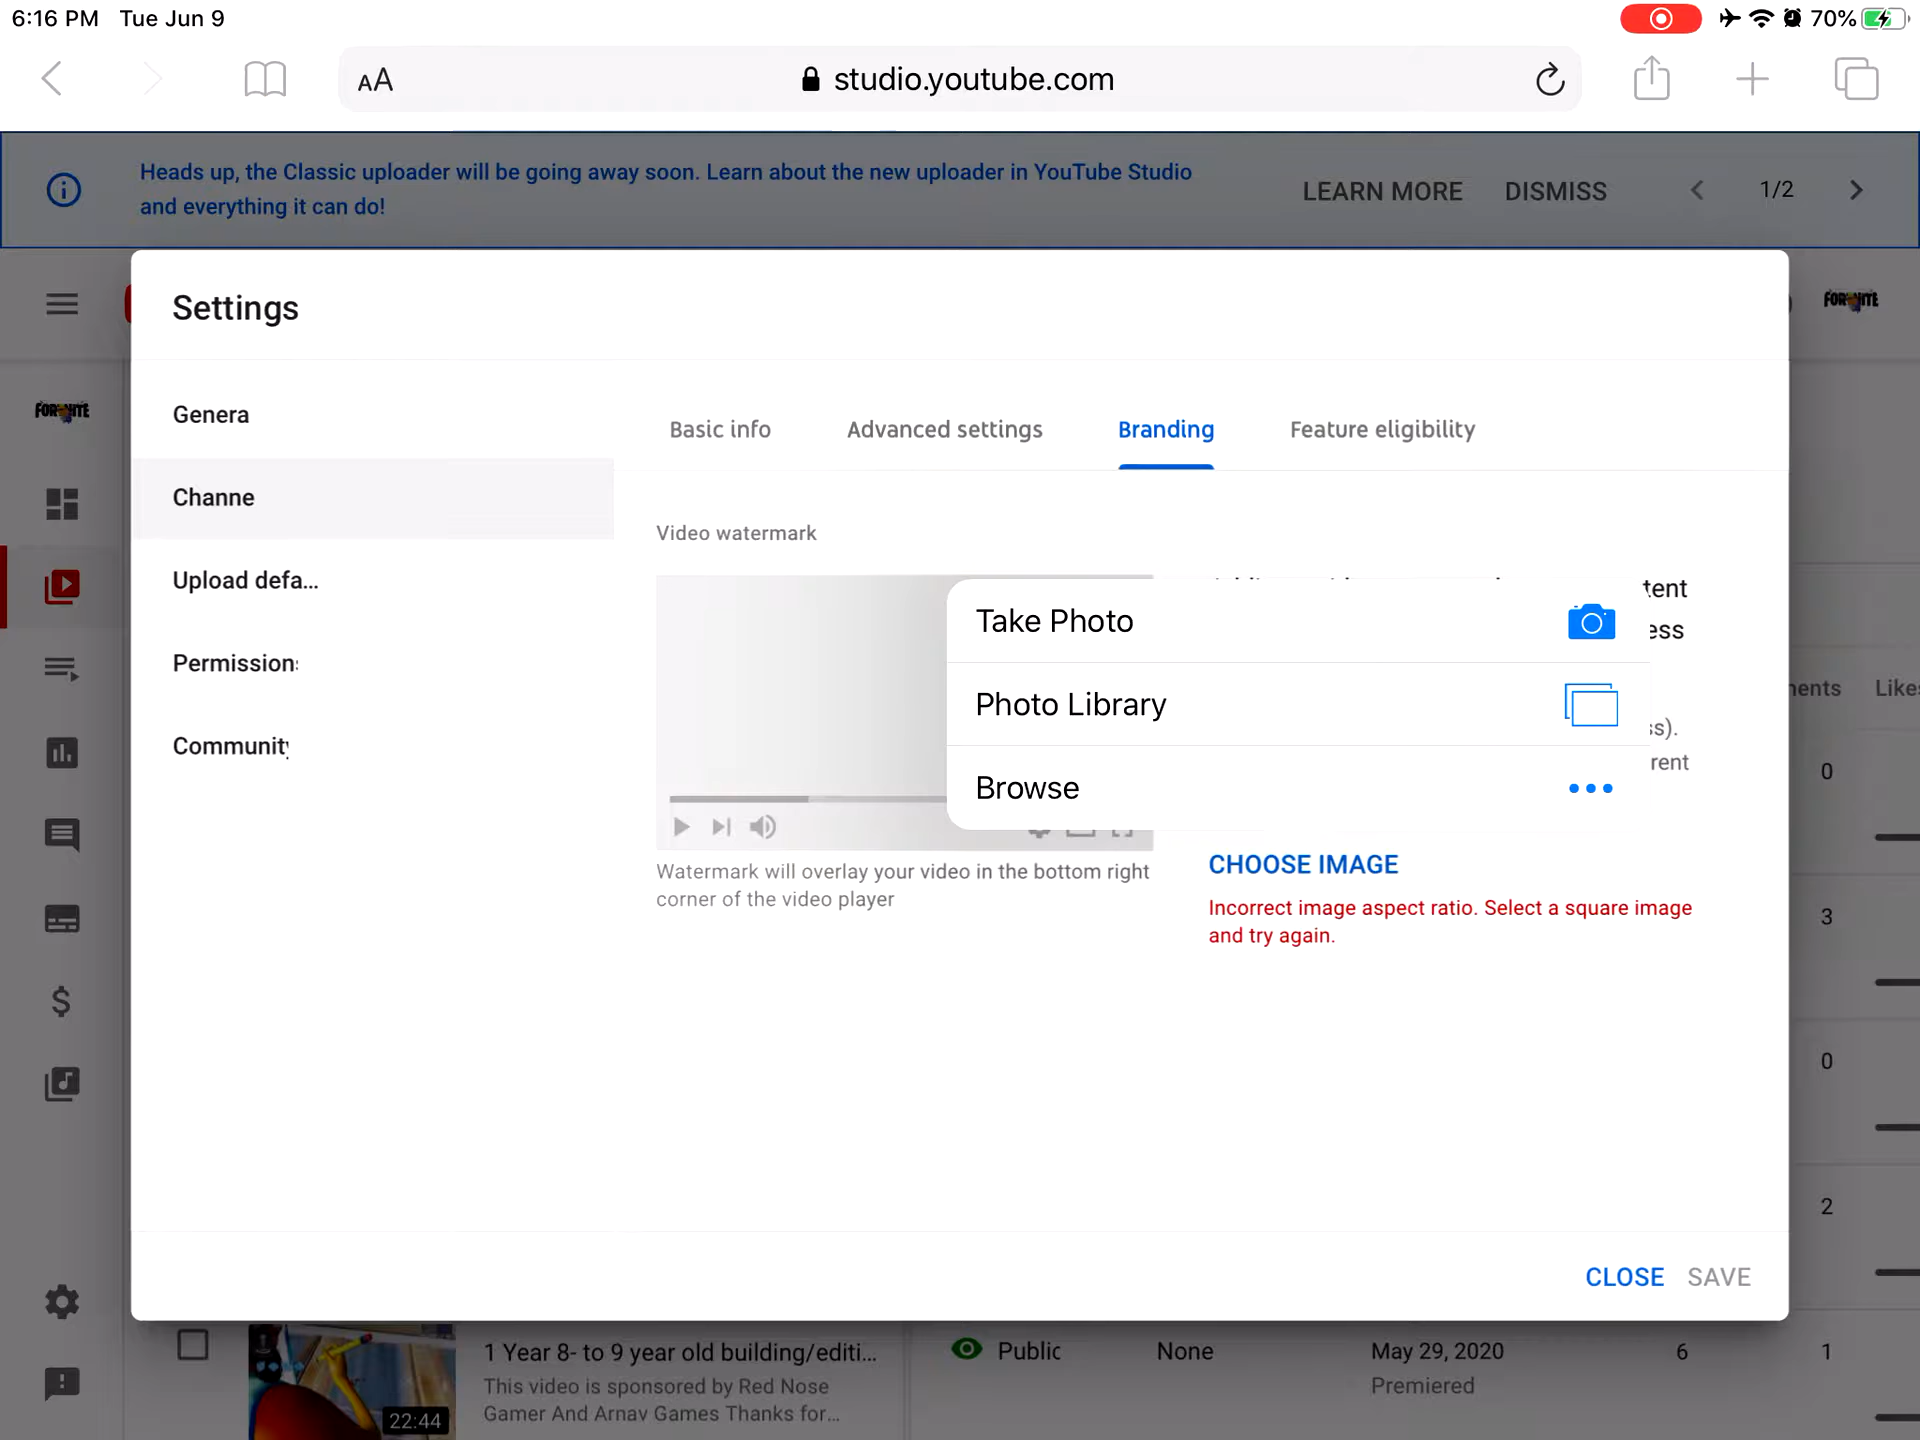 6:16 PM Tue Jun 9
70%
AA
studio.youtube.com
Heads up, the Classic uploader will be going away soon. Learn about the new uploader in YouTube Studio
and everything it can do!
LEARN MORE DISMISS 1/2
Settings
FORNITE
FORNITE
Genera
Channe
Upload defa...
Permission
Communit
Basic info Advanced settings Branding Feature eligibility
Video watermark
tent
ess
Take Photo
Photo Library
Browse
s).
rent
Watermark will overlay your video in the bottom right
corner of the video player
CHOOSE IMAGE
Incorrect image aspect ratio. Select a square image
and try again.
ents Likes
0
3
0
2
CLOSE SAVE
22:44
1 Year 8- to 9 year old building/editi...
This video is sponsored by Red Nose
Gamer And Arnav Games Thanks for...
Public None May 29, 2020 6 1
Premiered